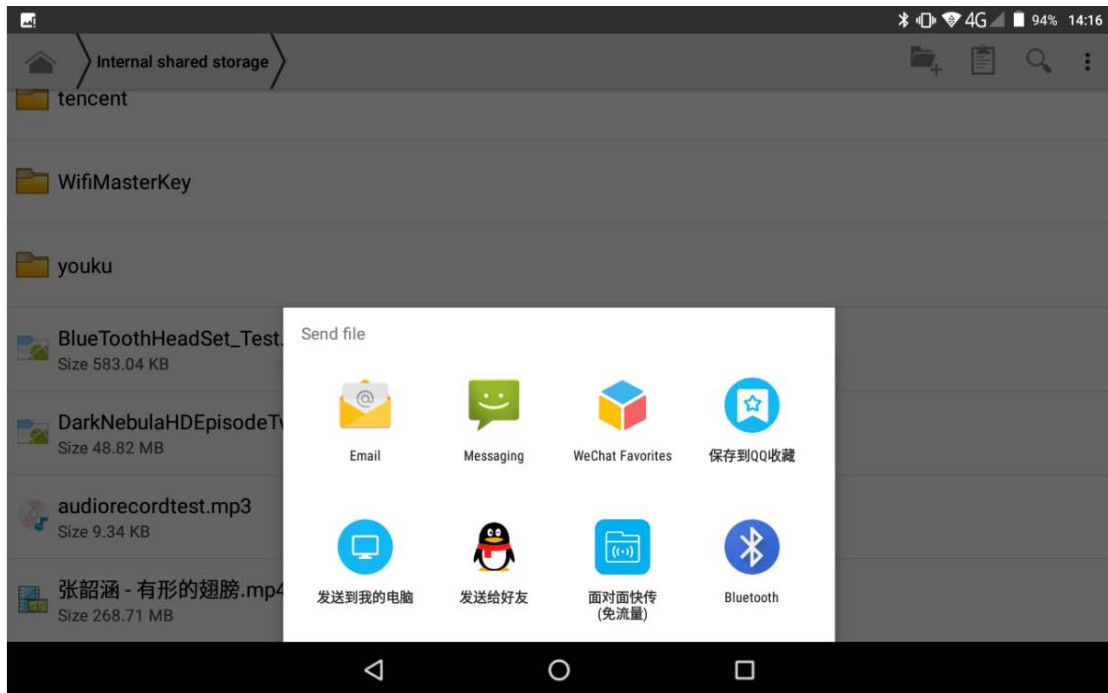 4G 94% 14:16
Internal shared storage
tencent
WifiMasterKey
youku
BlueToothHeadSet_Test.
Size 583.04 KB
DarkNebulaHDEpisodeTw
Size 48.82 MB
audiorecordtest.mp3
Size 9.34 KB
张韶涵 - 有形的翅膀.mp4
Size 268.71 MB
Send file
Email
Messaging
WeChat Favorites
保存到QQ收藏
发送到我的电脑
发送给好友
面对面快传
(免流量)
Bluetooth